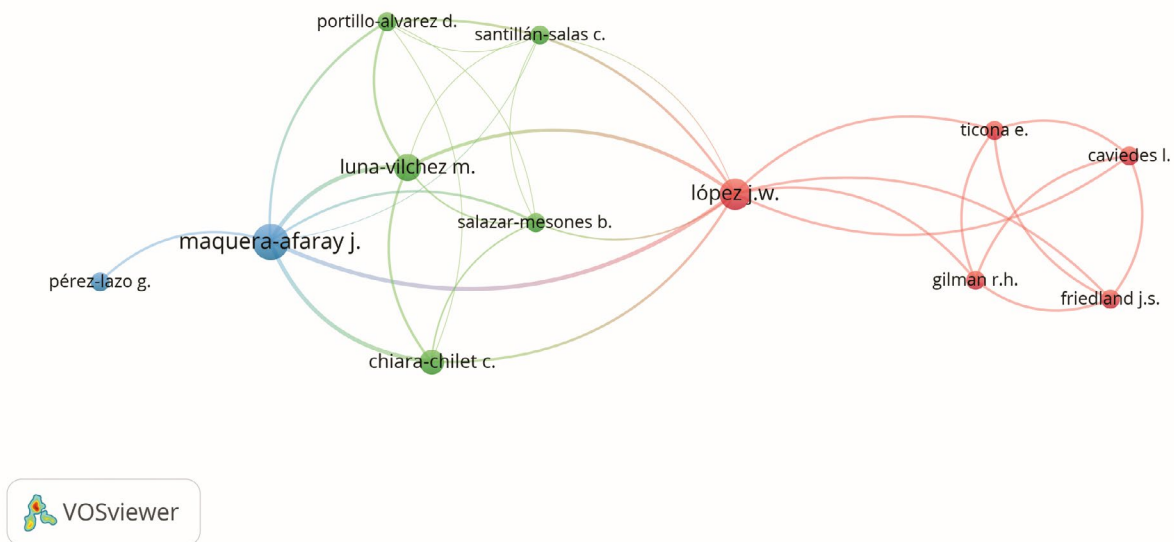 portillo-alvarez d.
santillán-salas c.
ticona e.
caviedes l.
luna-vilchez m.
lópez j.w.
salazar-mesones b.
maquera-afaray j.
pérez-lazo g.
gilman r.h.
friedland j.s.
chiara-chilet c.
VOSviewer